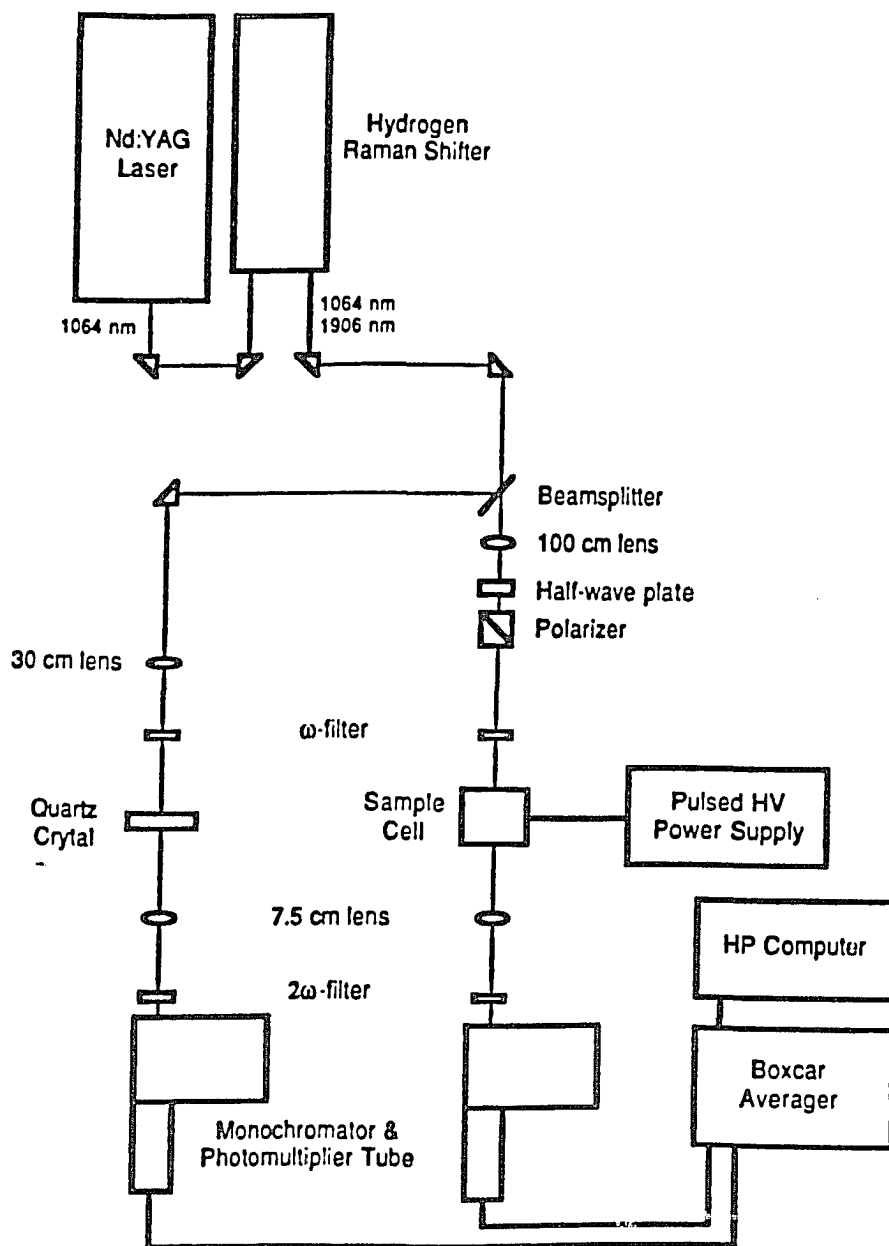 Nd:YAG
Laser
Hydrogen
Raman Shifter
1064 nm
1064 nm
1906 nm
Beamsplitter
100 cm lens
Half-wave plate
Polarizer
30 cm lens
ω-filter
Quartz
Crytal
Sample
Cell
Pulsed HV
Power Supply
7.5 cm lens
HP Computer
2ω-filter
Boxcar
Averager
Monochromator &
Photomultiplier Tube